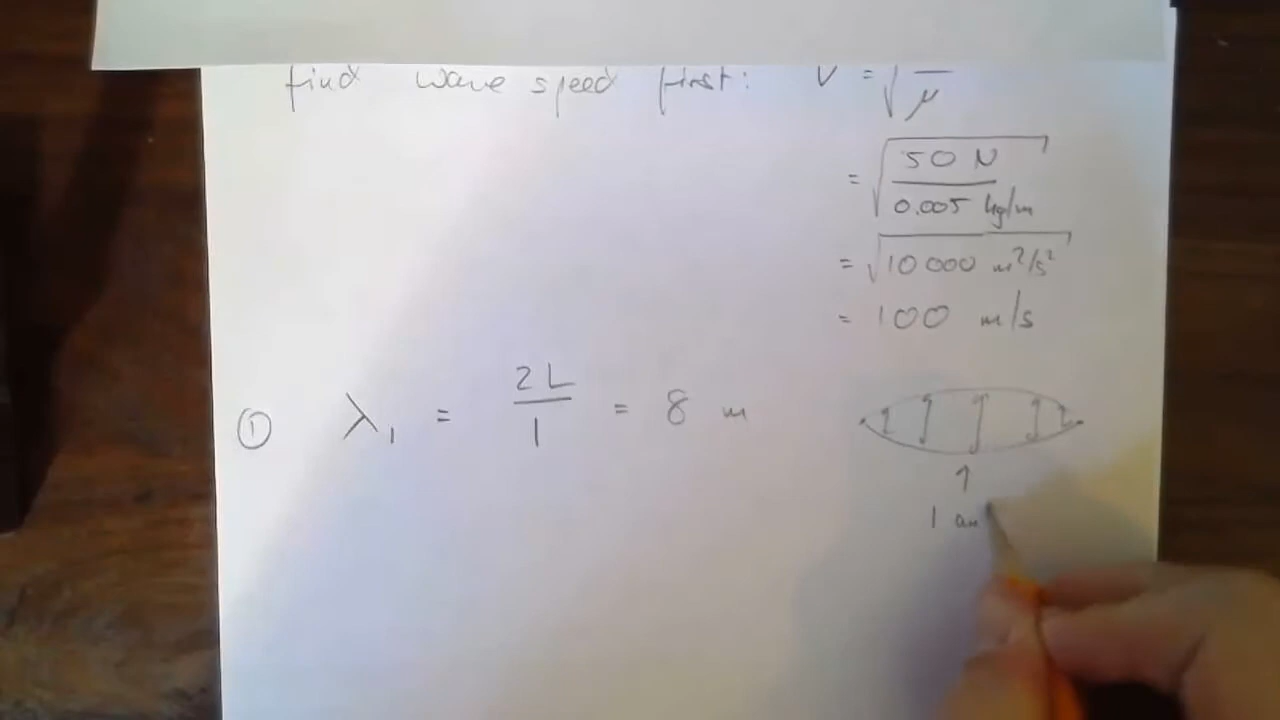 find wave speed first: v = √ μ
= √ 50 N / 0.005 kg/m
= √10 000 m²/s²
= 100 m/s
① λ₁ = 2L / 1 = 8 m
↑
1 an